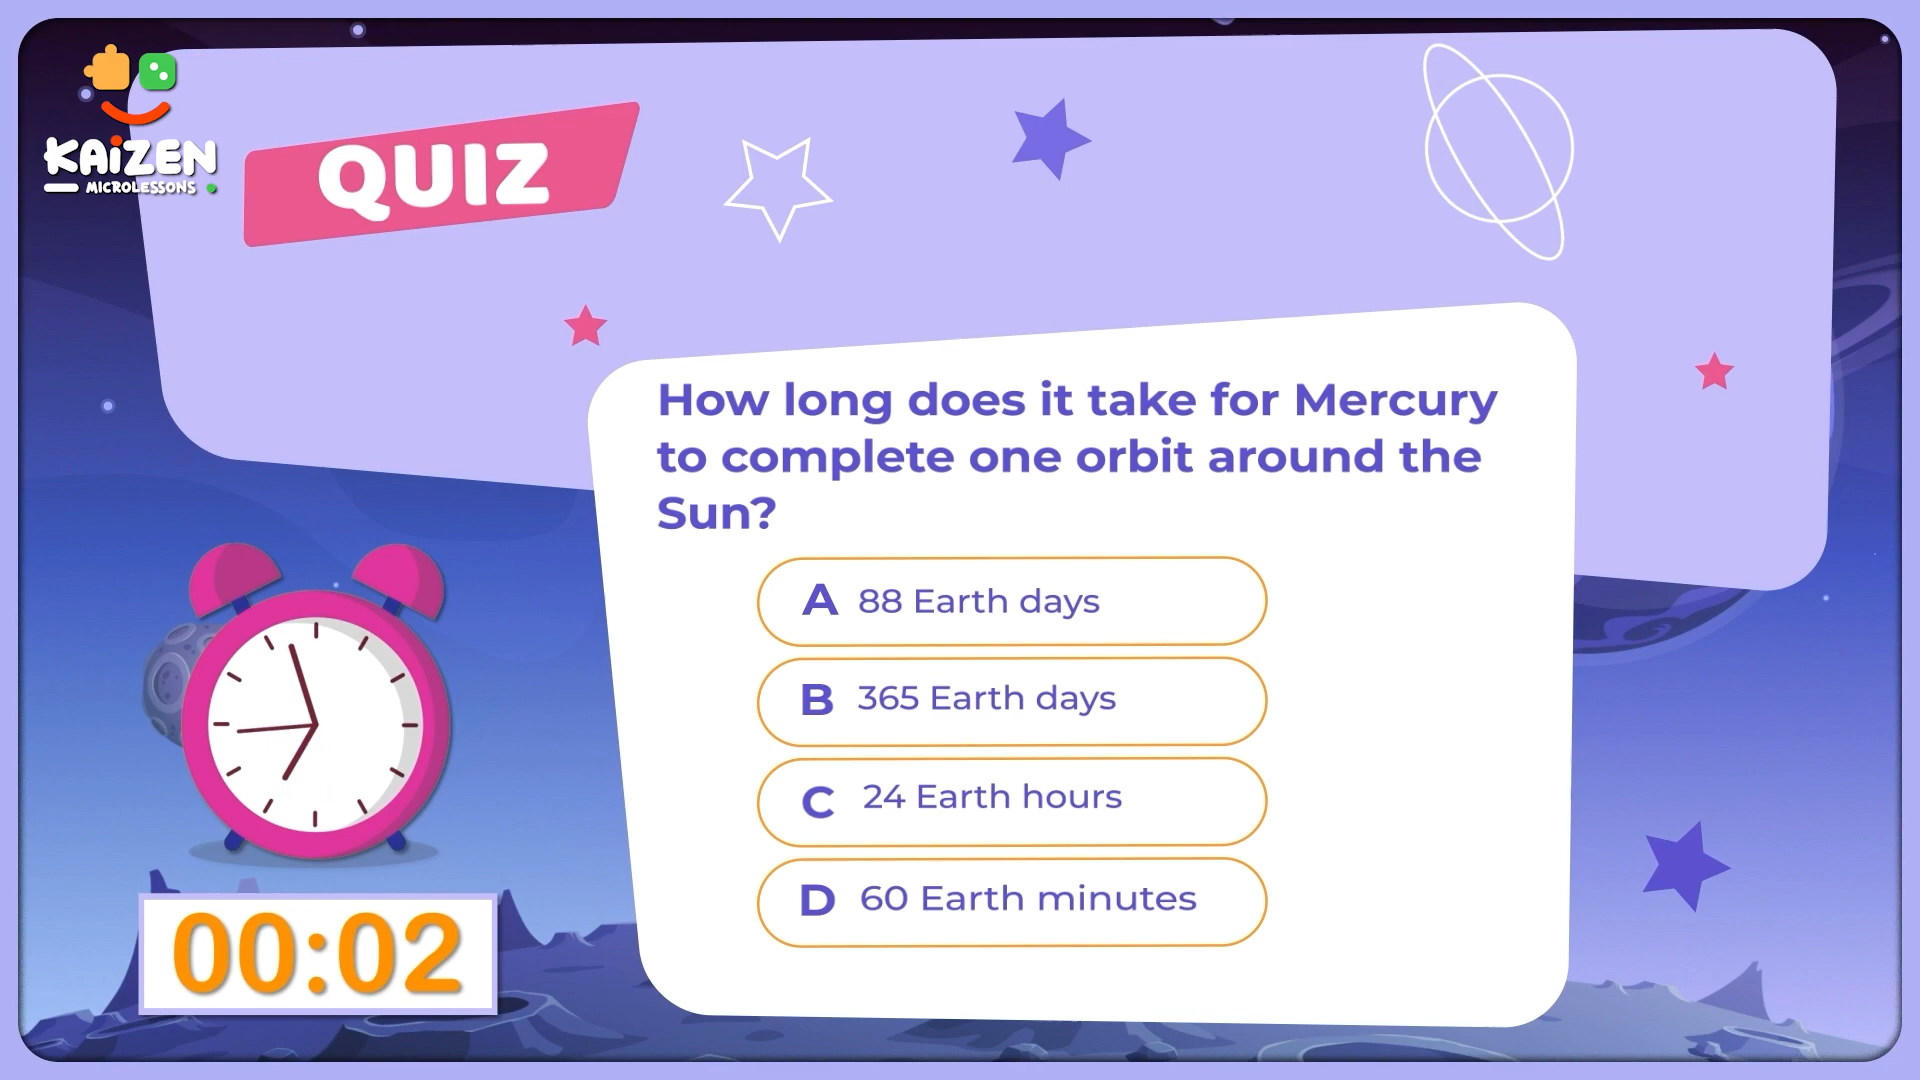 KAiZEN
MICROLESSONS
QUIZ
How long does it take for Mercury
to complete one orbit around the
Sun?
A 88 Earth days
B 365 Earth days
C 24 Earth hours
D 60 Earth minutes
00:02